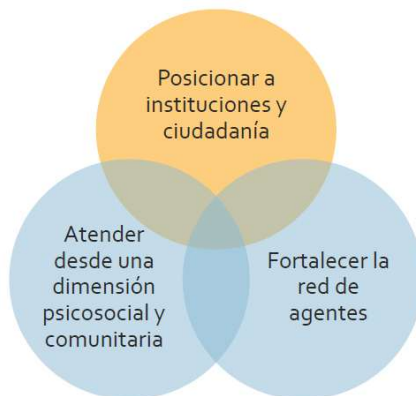 Posicionar a
instituciones y
ciudadanía
Atender
desde una
dimensión
psicosocial y
comunitaria
Fortalecer la
red de
agentes